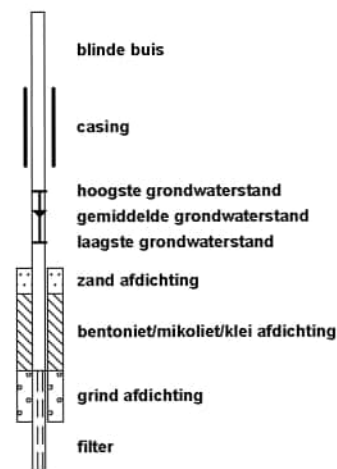 blinde buis
casing
hoogste grondwaterstand
gemiddelde grondwaterstand
laagste grondwaterstand
zand afdichting
bentoniet/mikoliet/klei afdichting
grind afdichting
filter